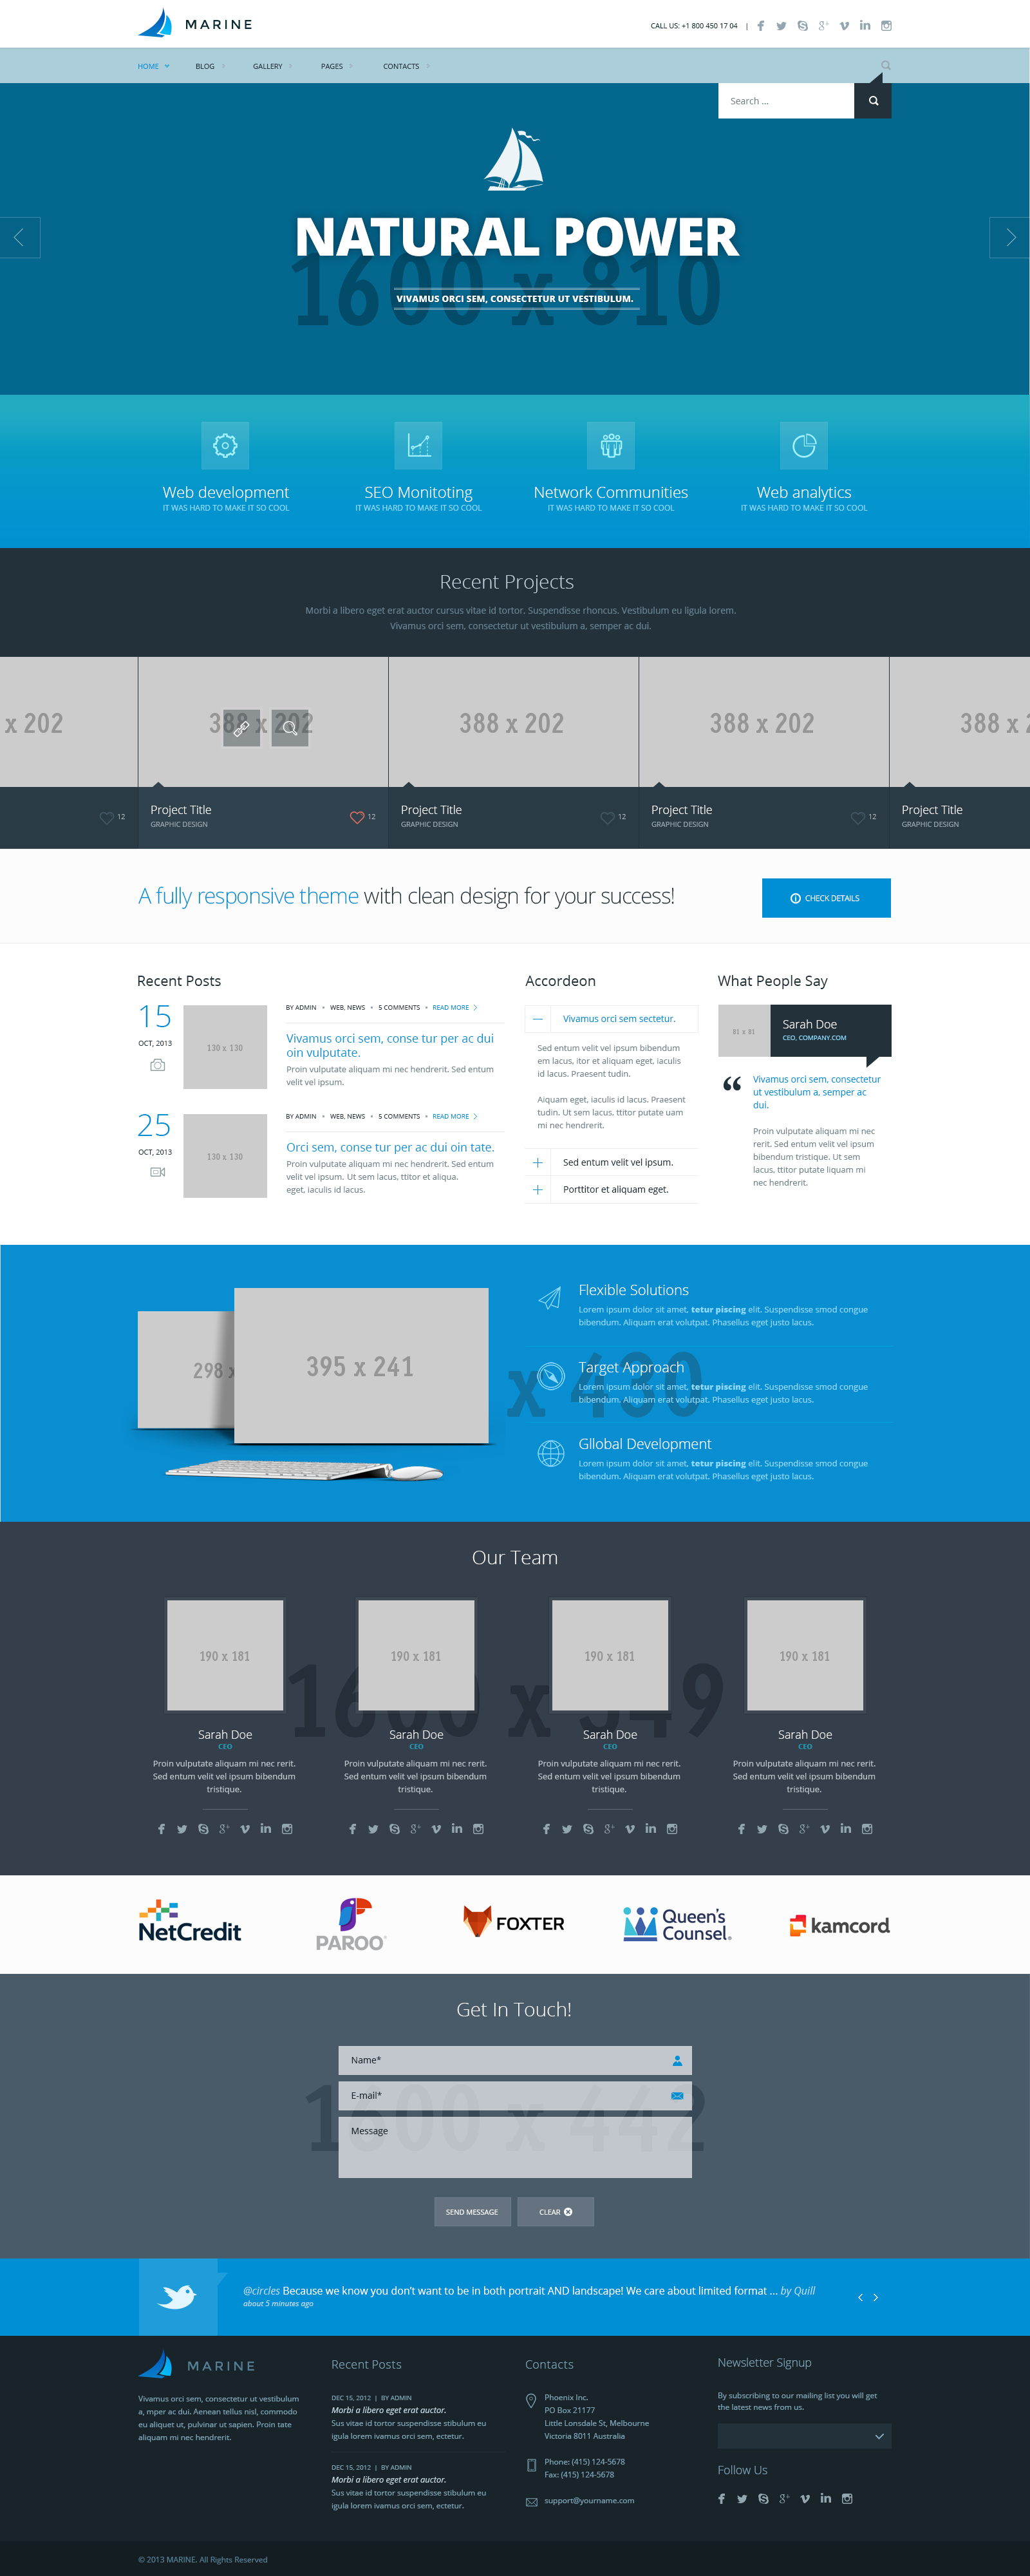 MARINE
CALL US: +1 800 450 17 04 |
HOME BLOG GALLERY PAGES CONTACTS
Search ...
NATURAL POWER
1600 x 810
VIVAMUS ORCI SEM, CONSECTETUR UT VESTIBULUM.
Web development
IT WAS HARD TO MAKE IT SO COOL
SEO Monitoting
IT WAS HARD TO MAKE IT SO COOL
Network Communities
IT WAS HARD TO MAKE IT SO COOL
Web analytics
IT WAS HARD TO MAKE IT SO COOL
Recent Projects
Morbi a libero eget erat auctor cursus vitae id tortor. Suspendisse rhoncus. Vestibulum eu ligula lorem.
Vivamus orci sem, consectetur ut vestibulum a, semper ac dui.
x 202
388 x 202
388 x 202
388 x 202
388 x 2
12
Project Title
GRAPHIC DESIGN
12
Project Title
GRAPHIC DESIGN
12
Project Title
GRAPHIC DESIGN
12
Project Title
GRAPHIC DESIGN
A fully responsive theme with clean design for your success!
CHECK DETAILS
Recent Posts
15
OCT, 2013
130 x 130
BY ADMIN • WEB, NEWS • 5 COMMENTS • READ MORE
Vivamus orci sem, conse tur per ac dui
oin vulputate.
Proin vulputate aliquam mi nec hendrerit. Sed entum
velit vel ipsum.
25
OCT, 2013
130 x 130
BY ADMIN • WEB, NEWS • 5 COMMENTS • READ MORE
Orci sem, conse tur per ac dui oin tate.
Proin vulputate aliquam mi nec hendrerit. Sed entum
velit vel ipsum. Ut sem lacus, ttitor et aliqua.
eget, iaculis id lacus.
Accordeon
Vivamus orci sem sectetur.
Sed entum velit vel ipsum bibendum
em lacus, itor et aliquam eget, iaculis
id lacus. Praesent tudin.
Aiquam eget, iaculis id lacus. Praesent
tudin. Ut sem lacus, ttitor putate uam
mi nec hendrerit.
Sed entum velit vel ipsum.
Porttitor et aliquam eget.
What People Say
81 x 81
Sarah Doe
CEO, COMPANY.COM
Vivamus orci sem, consectetur
ut vestibulum a, semper ac
dui.
Proin vulputate aliquam mi nec
rerit. Sed entum velit vel ipsum
bibendum tristique. Ut sem
lacus, ttitor putate liquam mi
nec hendrerit.
298 x
395 x 241
x 430
Flexible Solutions
Lorem ipsum dolor sit amet, tetur piscing elit. Suspendisse smod congue
bibendum. Aliquam erat volutpat. Phasellus eget justo lacus.
Target Approach
Lorem ipsum dolor sit amet, tetur piscing elit. Suspendisse smod congue
bibendum. Aliquam erat volutpat. Phasellus eget justo lacus.
Gllobal Development
Lorem ipsum dolor sit amet, tetur piscing elit. Suspendisse smod congue
bibendum. Aliquam erat volutpat. Phasellus eget justo lacus.
Our Team
190 x 181
190 x 181
190 x 181
190 x 181
Sarah Doe
CEO
Proin vulputate aliquam mi nec rerit.
Sed entum velit vel ipsum bibendum
tristique.
Sarah Doe
CEO
Proin vulputate aliquam mi nec rerit.
Sed entum velit vel ipsum bibendum
tristique.
Sarah Doe
CEO
Proin vulputate aliquam mi nec rerit.
Sed entum velit vel ipsum bibendum
tristique.
Sarah Doe
CEO
Proin vulputate aliquam mi nec rerit.
Sed entum velit vel ipsum bibendum
tristique.
NetCredit
PAROO
FOXTER
Queen's
Counsel
kamcord
Get In Touch!
1600 x 442
Name*
E-mail*
Message
SEND MESSAGE
CLEAR
@circles Because we know you don't want to be in both portrait AND landscape! We care about limited format ... by Quill
about 5 minutes ago
MARINE
Vivamus orci sem, consectetur ut vestibulum
a, mper ac dui. Aenean tellus nisl, commodo
eu aliquet ut, pulvinar ut sapien. Proin tate
aliquam mi nec hendrerit.
Recent Posts
DEC 15, 2012 | BY ADMIN
Morbi a libero eget erat auctor.
Sus vitae id tortor suspendisse stibulum eu
igula lorem ivamus orci sem, ectetur.
DEC 15, 2012 | BY ADMIN
Morbi a libero eget erat auctor.
Sus vitae id tortor suspendisse stibulum eu
igula lorem ivamus orci sem, ectetur.
Contacts
Phoenix Inc.
PO Box 21177
Little Lonsdale St, Melbourne
Victoria 8011 Australia
Phone: (415) 124-5678
Fax: (415) 124-5678
support@yourname.com
Newsletter Signup
By subscribing to our mailing list you will get
the latest news from us.
Follow Us
© 2013 MARINE. All Rights Reserved